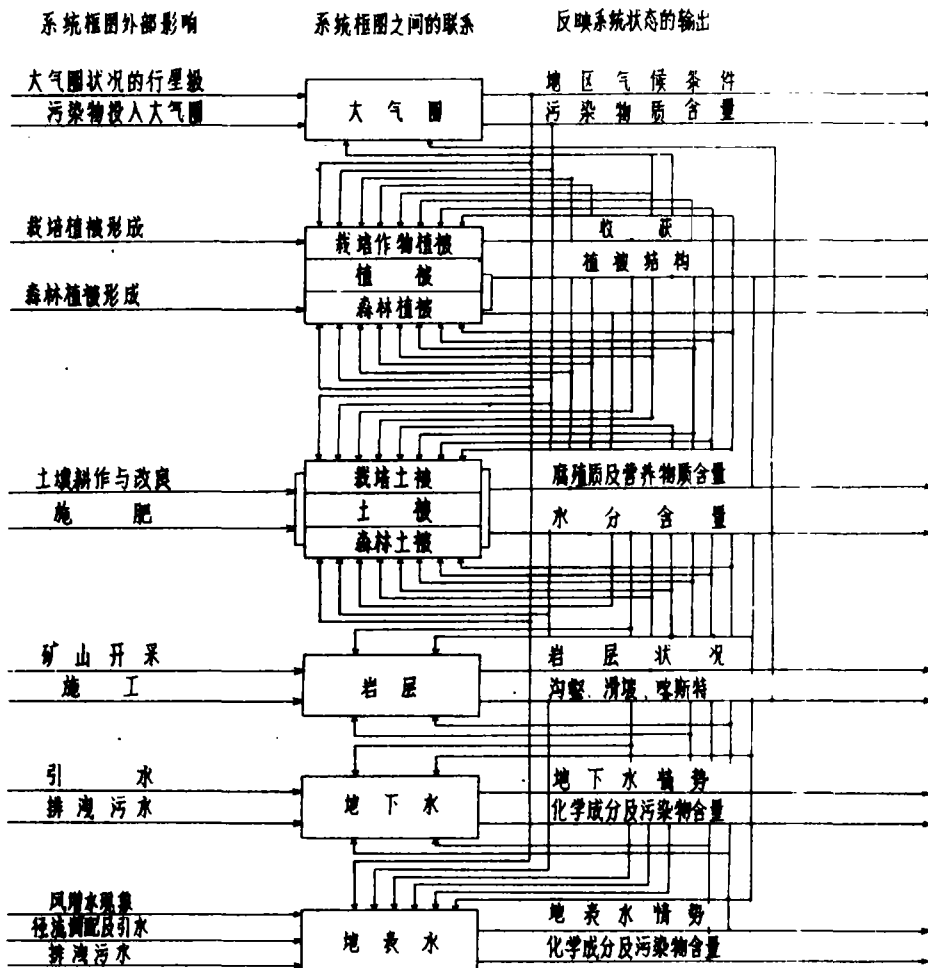 系统框图外部影响 系统框图之间的联系 反映系统状态的输出
大气圈状况的行星级
污染物投入大气圈
大气圈
地区气候条件
污染物质含量
栽培植被形成
森林植被形成
栽培作物植被
植被
森林植被
收获
植被结构
土壤耕作与改良
施肥
栽培土被
土被
森林土被
腐殖质及营养物质含量
水分含量
矿山开采
施工
岩层
岩层状况
沟壑、滑坡、喀斯特
引水
排洩污水
地下水
地下水情势
化学成分及污染物含量
风增水现象
径流调配及引水
排洩污水
地表水
地表水情势
化学成分及污染物含量